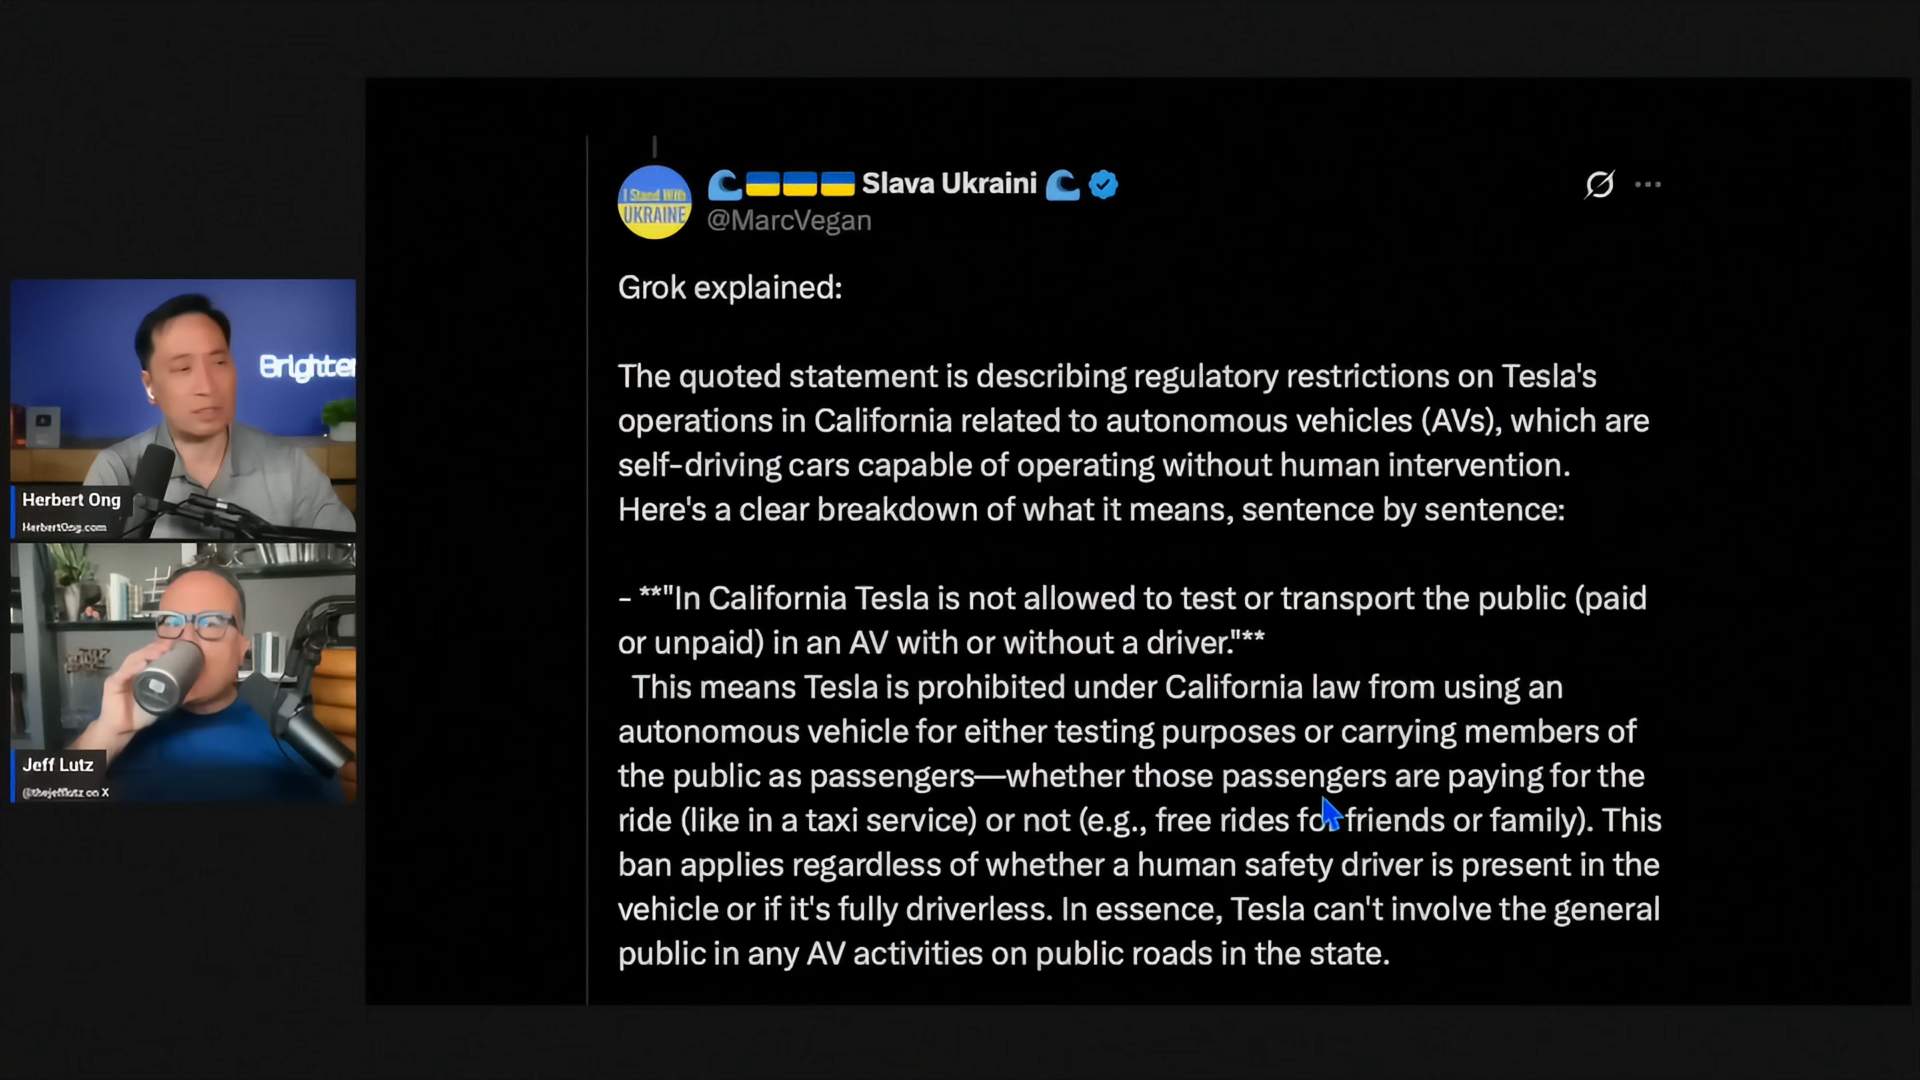 Slava Ukraini
@MarcVegan
I Stand With
UKRAINE
Grok explained:
The quoted statement is describing regulatory restrictions on Tesla's
operations in California related to autonomous vehicles (AVs), which are
self-driving cars capable of operating without human intervention.
Here's a clear breakdown of what it means, sentence by sentence:
- **"In California Tesla is not allowed to test or transport the public (paid
or unpaid) in an AV with or without a driver."**
This means Tesla is prohibited under California law from using an
autonomous vehicle for either testing purposes or carrying members of
the public as passengers—whether those passengers are paying for the
ride (like in a taxi service) or not (e.g., free rides for friends or family). This
ban applies regardless of whether a human safety driver is present in the
vehicle or if it's fully driverless. In essence, Tesla can't involve the general
public in any AV activities on public roads in the state.
Brighter
Herbert Ong
HerbertOng.com
Jeff Lutz
@thejefflutz on X